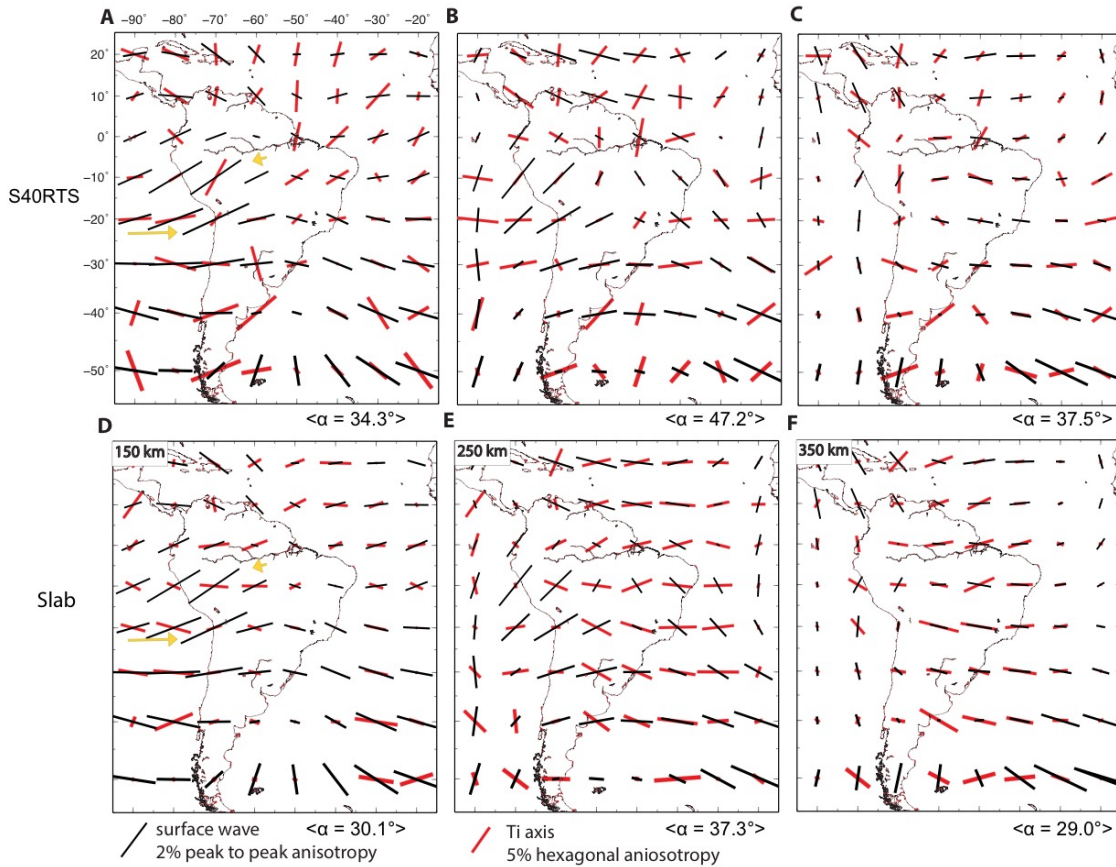 A B C
−90° −80° −70° −60° −50° −40° −30° −20°
20°
10°
0°
S40RTS
−10°
−20°
−30°
−40°
−50°
<α = 34.3°> <α = 47.2°> <α = 37.5°>
D E F
150 km 250 km 350 km
Slab
<α = 30.1°> <α = 37.3°> <α = 29.0°>
surface wave Ti axis
2% peak to peak anisotropy 5% hexagonal aniosotropy